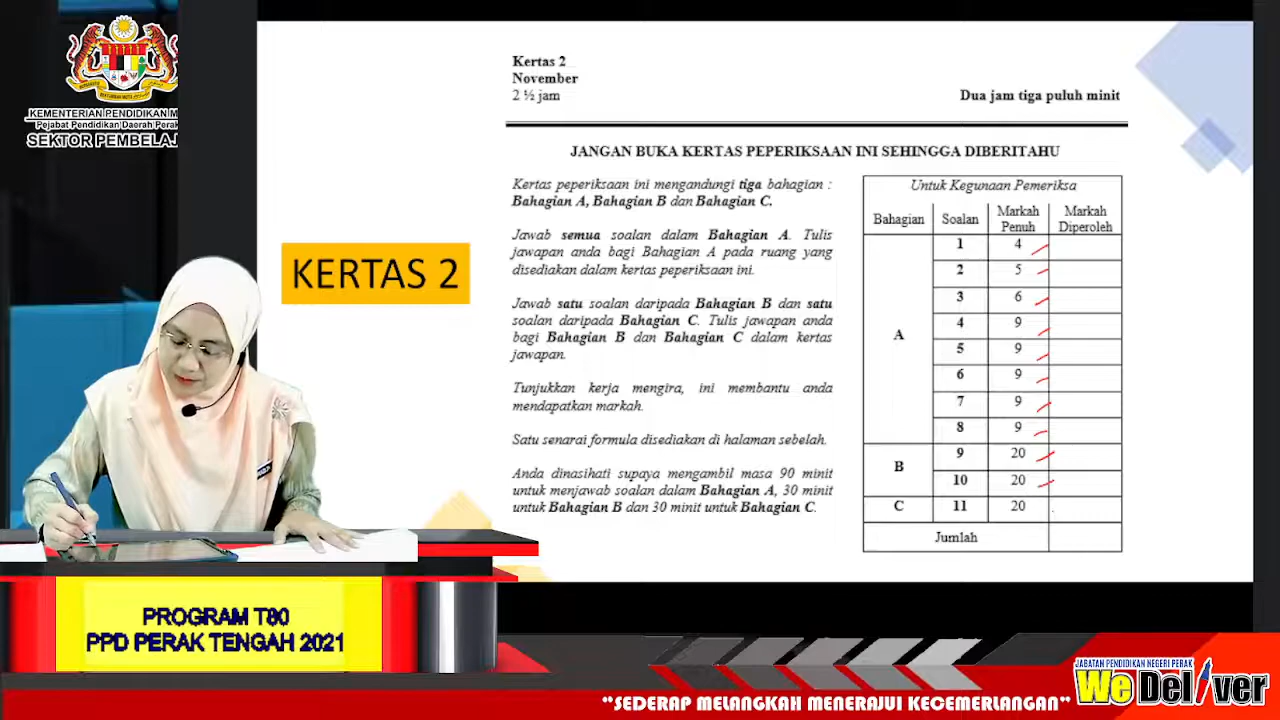 KEMENTERIAN PENDIDIKAN M
Pejabat Pendidikan Daerah Perak
SEKTOR PEMBELAJ
KERTAS 2
Kertas 2
November
2 ½ jam
Dua jam tiga puluh minit
JANGAN BUKA KERTAS PEPERIKSAAN INI SEHINGGA DIBERITAHU
Kertas peperiksaan ini mengandungi tiga bahagian :
Bahagian A, Bahagian B dan Bahagian C.
Jawab semua soalan dalam Bahagian A. Tulis
jawapan anda bagi Bahagian A pada ruang yang
disediakan dalam kertas peperiksaan ini.
Jawab satu soalan daripada Bahagian B dan satu
soalan daripada Bahagian C. Tulis jawapan anda
bagi Bahagian B dan Bahagian C dalam kertas
jawapan.
Tunjukkan kerja mengira, ini membantu anda
mendapatkan markah.
Satu senarai formula disediakan di halaman sebelah.
Anda dinasihati supaya mengambil masa 90 minit
untuk menjawab soalan dalam Bahagian A, 30 minit
untuk Bahagian B dan 30 minit untuk Bahagian C.
Untuk Kegunaan Pemeriksa
Bahagian Soalan Markah Penuh Markah Diperoleh
A
1 4
2 5
3 6
4 9
5 9
6 9
7 9
8 9
B
9 20
10 20
C 11 20
Jumlah
PROGRAM T80
PPD PERAK TENGAH 2021
JABATAN PENDIDIKAN NEGERI PERAK
We Deliver
"SEDERAP MELANGKAH MENERAJUI KECEMERLANGAN"